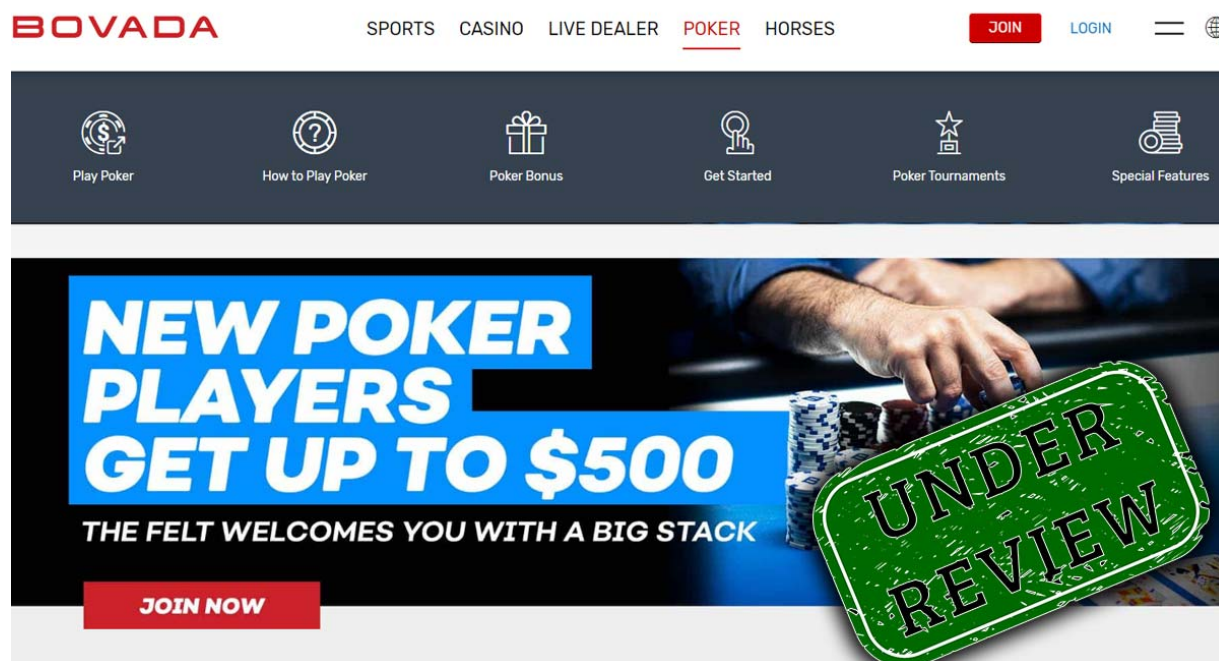 BOVADA
SPORTS CASINO LIVE DEALER POKER HORSES JOIN LOGIN
Play Poker How to Play Poker Poker Bonus Get Started Poker Tournaments Special Features
NEW POKER
PLAYERS
GET UP TO $500
THE FELT WELCOMES YOU WITH A BIG STACK
JOIN NOW
UNDER
REVIEW